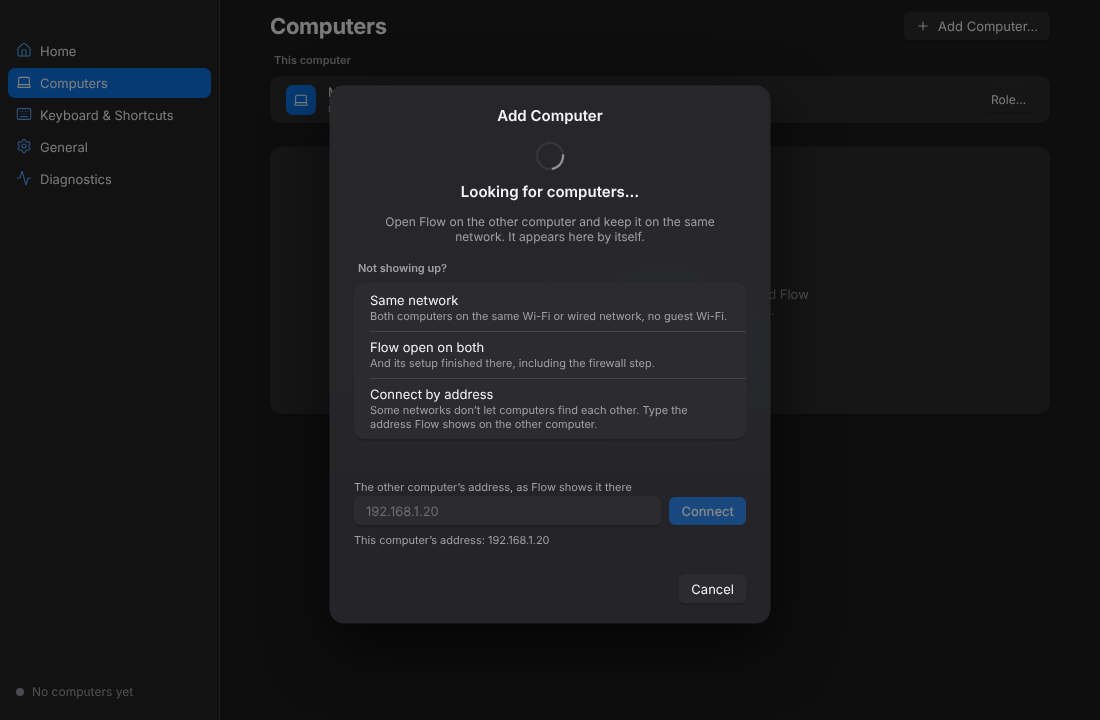 Computers
Add Computer...
Home
Computers
Keyboard & Shortcuts
General
Diagnostics
This computer
Role...
Add Computer
Looking for computers...
Open Flow on the other computer and keep it on the same
network. It appears here by itself.
Not showing up?
Same network
Both computers on the same Wi-Fi or wired network, no guest Wi-Fi.
Flow open on both
And its setup finished there, including the firewall step.
Connect by address
Some networks don’t let computers find each other. Type the
address Flow shows on the other computer.
Flow
The other computer’s address, as Flow shows it there
192.168.1.20
Connect
This computer’s address: 192.168.1.20
Cancel
No computers yet